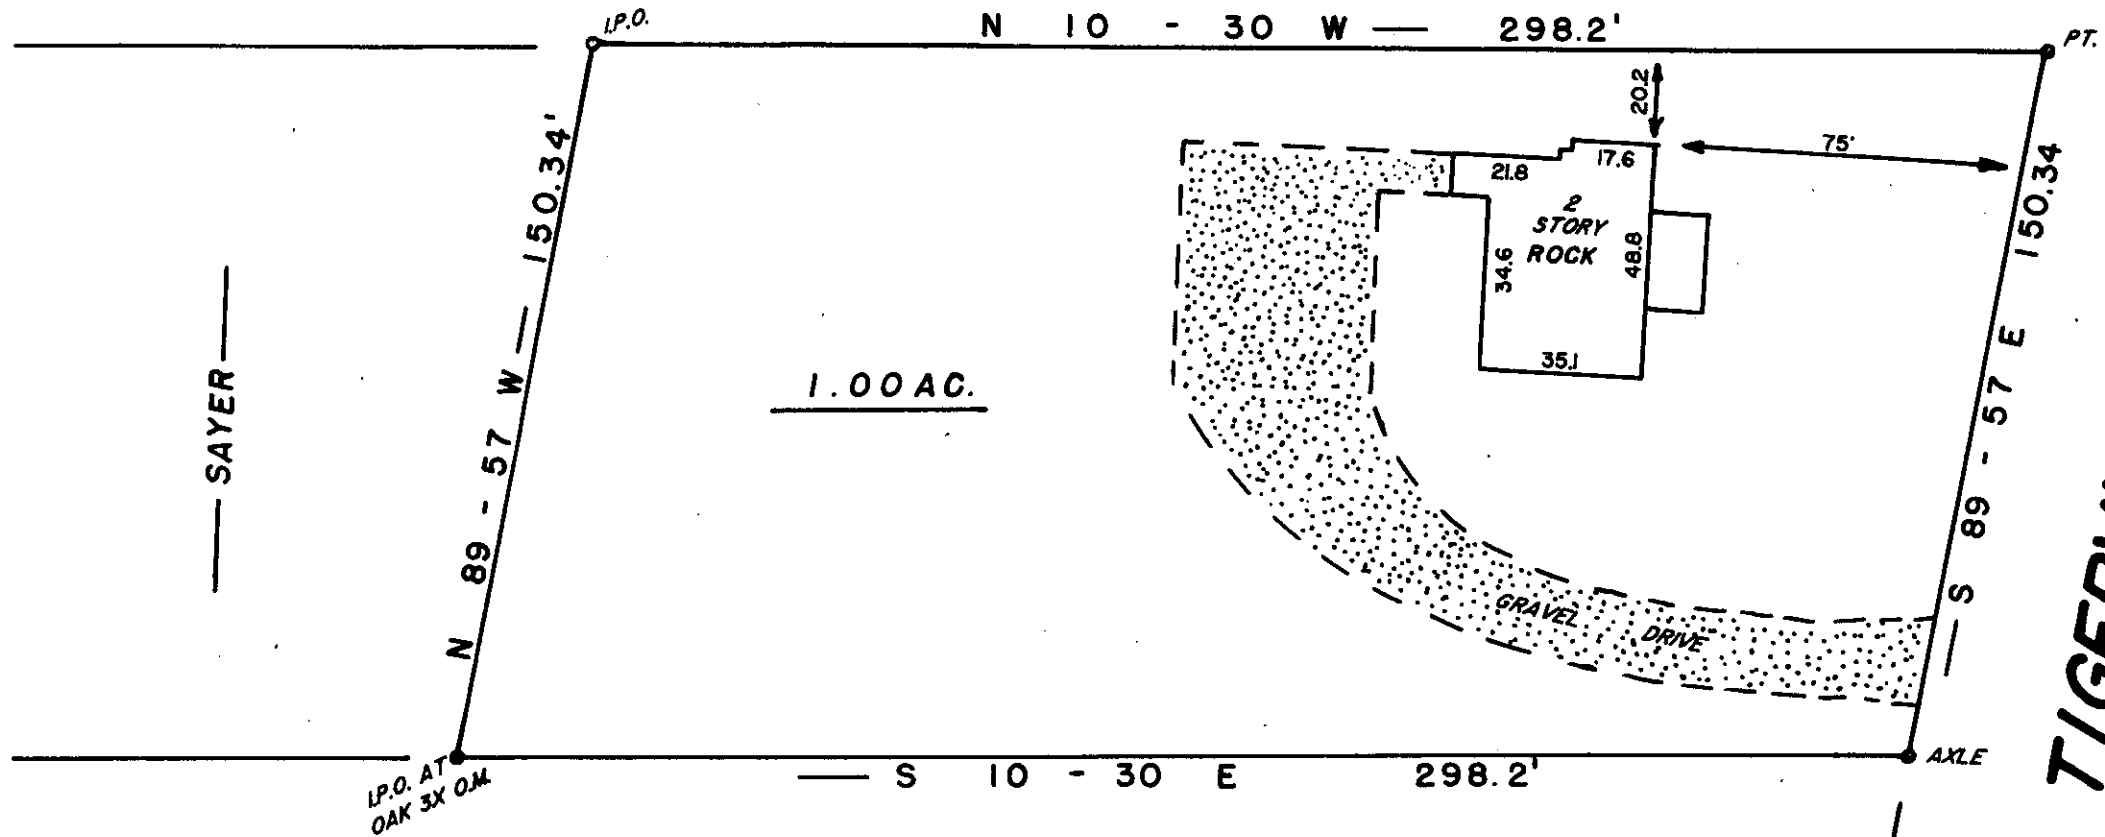 I.P.O.
N 10 - 30 W — 298.2'
PT.
N 89 - 57 W — 150.34'
20.2
75'
21.8
17.6
2
STORY
ROCK
34.6
48.8
35.1
— S 89 - 57 E 150.34
— SAYER —
1.00 AC.
GRAVEL DRIVE
I.P.O. AT
OAK 3X O.M.
— S 10 - 30 E 298.2'
AXLE